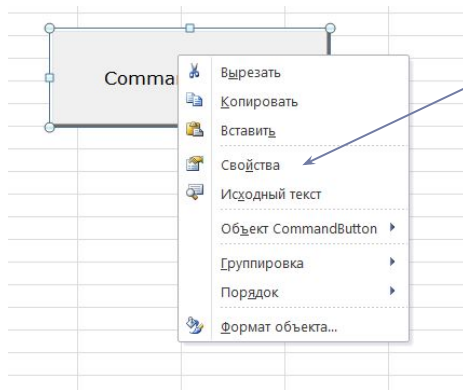 Comma
Вырезать
Копировать
Вставить
Свойства
Исходный текст
Объект CommandButton
Группировка
Порядок
Формат объекта...